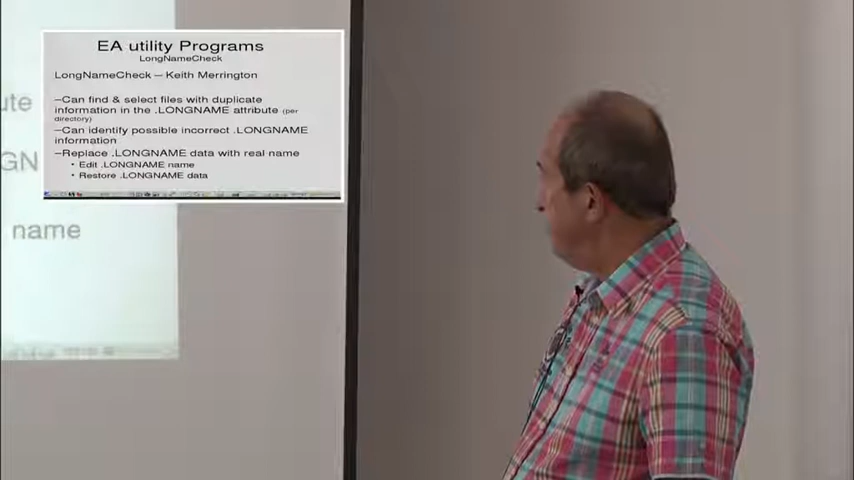 EA utility Programs
LongNameCheck
LongNameCheck – Keith Merrington
–Can find & select files with duplicate
information in the .LONGNAME attribute (per
directory)
–Can identify possible incorrect .LONGNAME
information
–Replace .LONGNAME data with real name
• Edit .LONGNAME name
• Restore .LONGNAME data
ute
GN
name